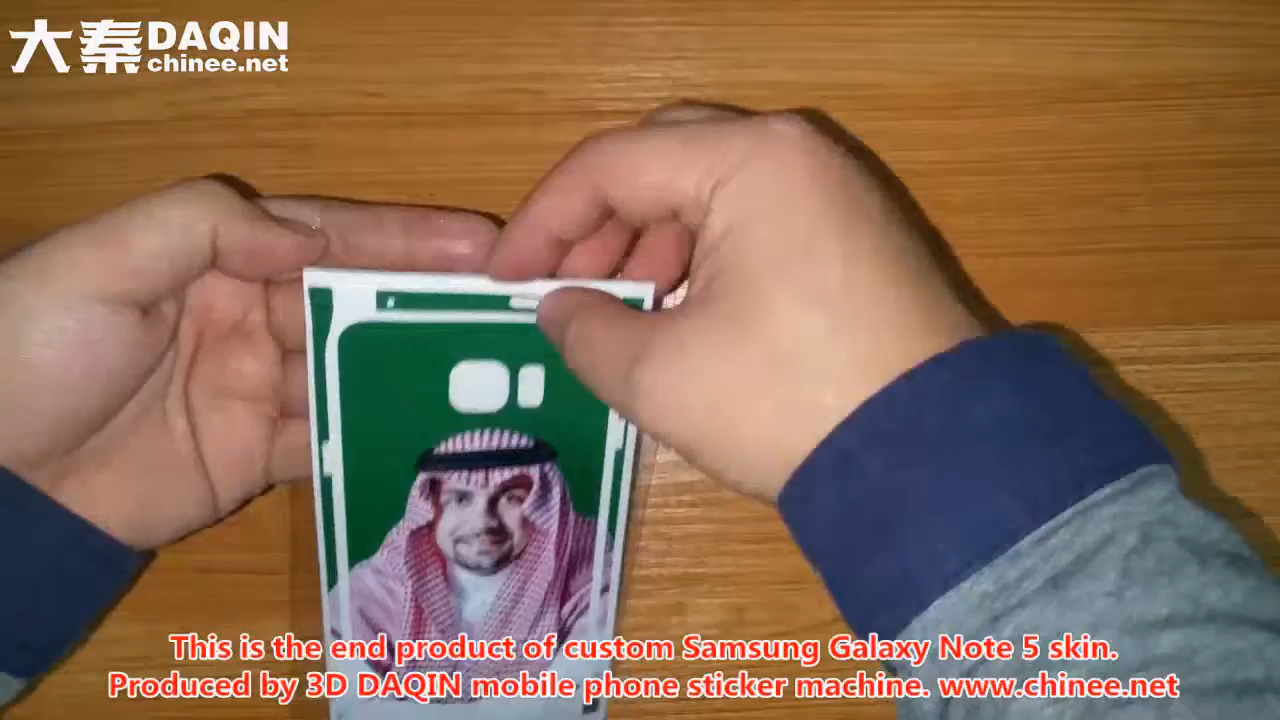 大秦 DAQIN
chinee.net
This is the end product of custom Samsung Galaxy Note 5 skin.
Produced by 3D DAQIN mobile phone sticker machine. www.chinee.net